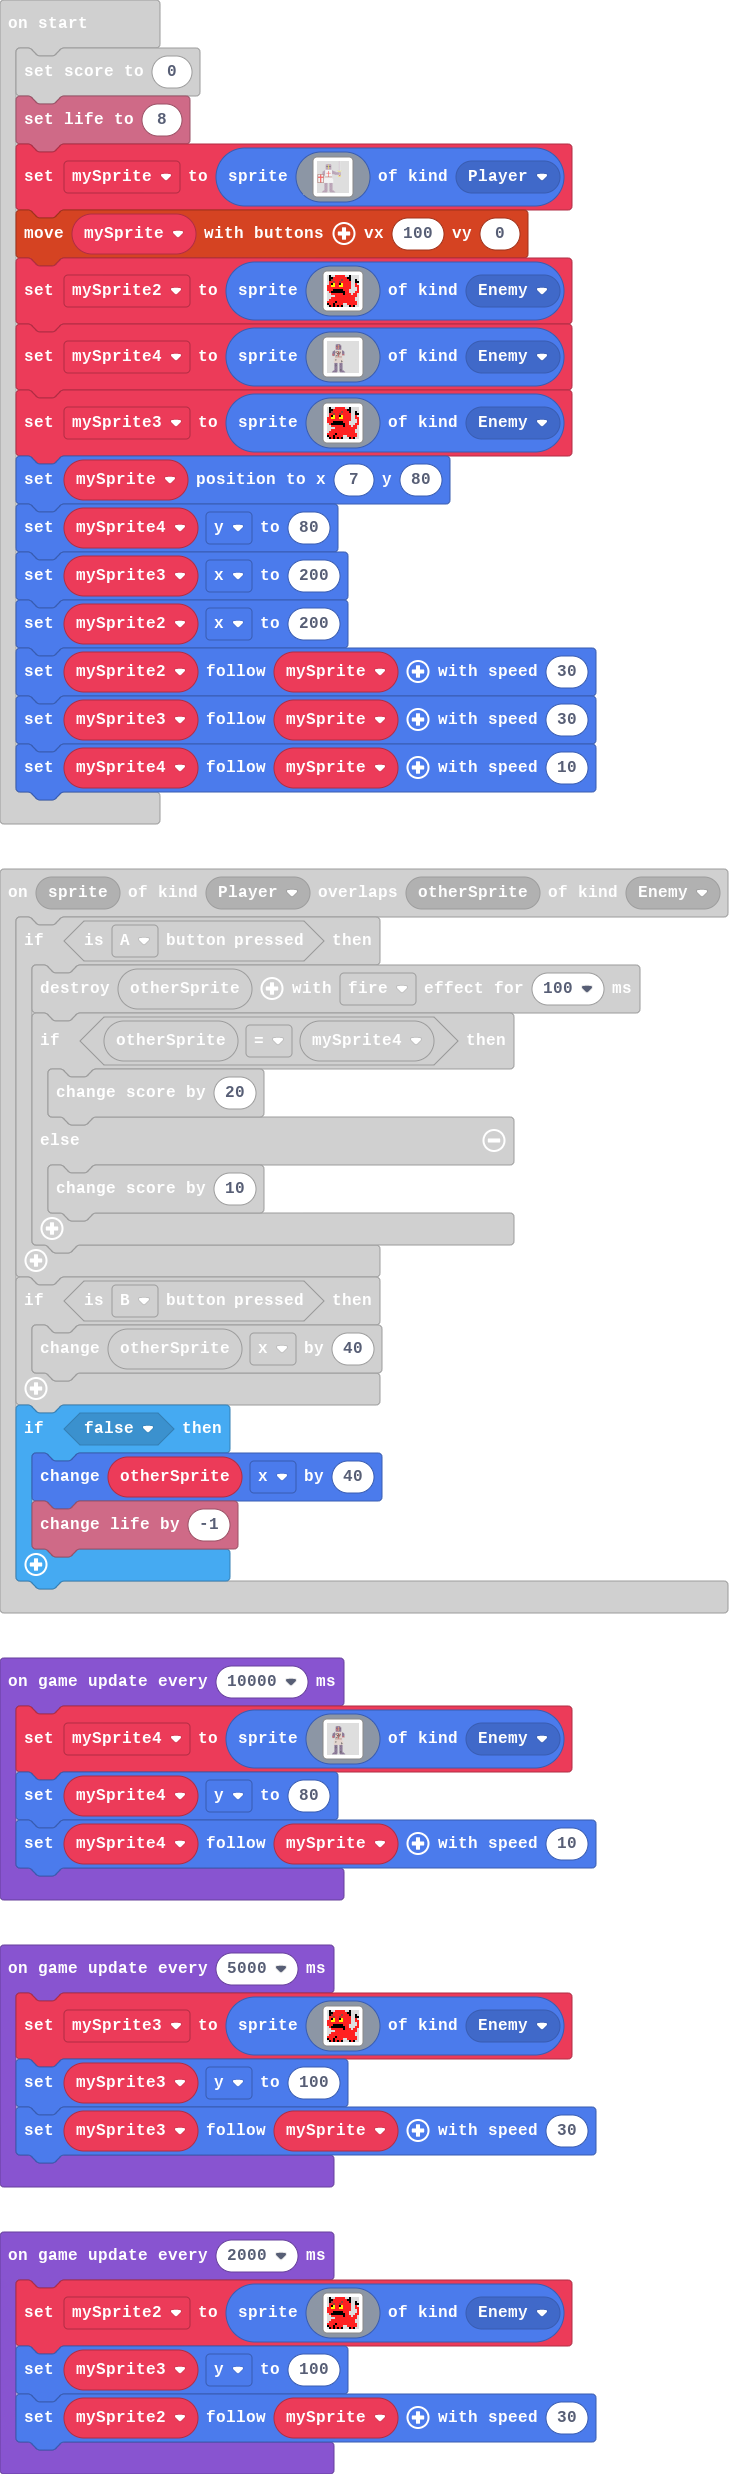 on start
set score to 0
set life to 8
set mySprite to sprite of kind Player
move mySprite with buttons vx 100 vy 0
set mySprite2 to sprite of kind Enemy
set mySprite4 to sprite of kind Enemy
set mySprite3 to sprite of kind Enemy
set mySprite position to x 7 y 80
set mySprite4 y to 80
set mySprite3 x to 200
set mySprite2 x to 200
set mySprite2 follow mySprite with speed 30
set mySprite3 follow mySprite with speed 30
set mySprite4 follow mySprite with speed 10
on sprite of kind Player overlaps otherSprite of kind Enemy
if is A button pressed then
destroy otherSprite with fire effect for 100 ms
if otherSprite = mySprite4 then
change score by 20
else
change score by 10
if is B button pressed then
change otherSprite x by 40
if false then
change otherSprite x by 40
change life by -1
on game update every 10000 ms
set mySprite4 to sprite of kind Enemy
set mySprite4 y to 80
set mySprite4 follow mySprite with speed 10
on game update every 5000 ms
set mySprite3 to sprite of kind Enemy
set mySprite3 y to 100
set mySprite3 follow mySprite with speed 30
on game update every 2000 ms
set mySprite2 to sprite of kind Enemy
set mySprite3 y to 100
set mySprite2 follow mySprite with speed 30